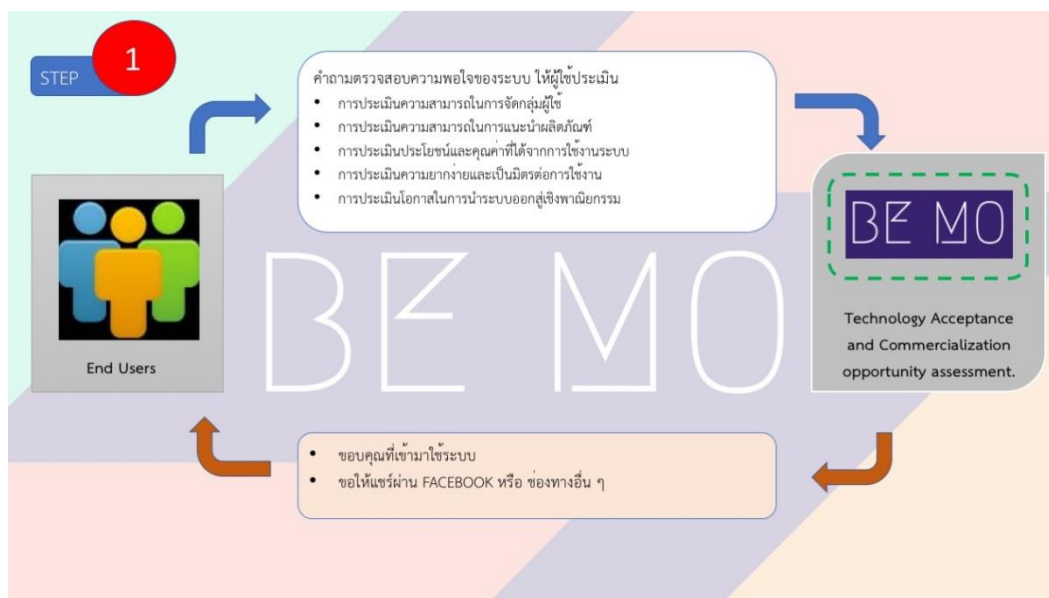 STEP 1
คำถามตรวจสอบความพอใจของระบบ ให้ผู้ใช้ประเมิน
• การประเมินความสามารถในการจัดกลุ่มผู้ใช้
• การประเมินความสามารถในการแนะนำผลิตภัณฑ์
• การประเมินประโยชน์และคุณค่าที่ได้จากการใช้งานระบบ
• การประเมินความยากง่ายและเป็นมิตรต่อการใช้งาน
• การประเมินโอกาสในการนำระบบออกสู่เชิงพาณิยกรรม
End Users
BE MO
BE MO
Technology Acceptance
and Commercialization
opportunity assessment.
• ขอบคุณที่เข้ามาใช้ระบบ
• ขอให้แชร์ผ่าน FACEBOOK หรือ ช่องทางอื่น ๆ